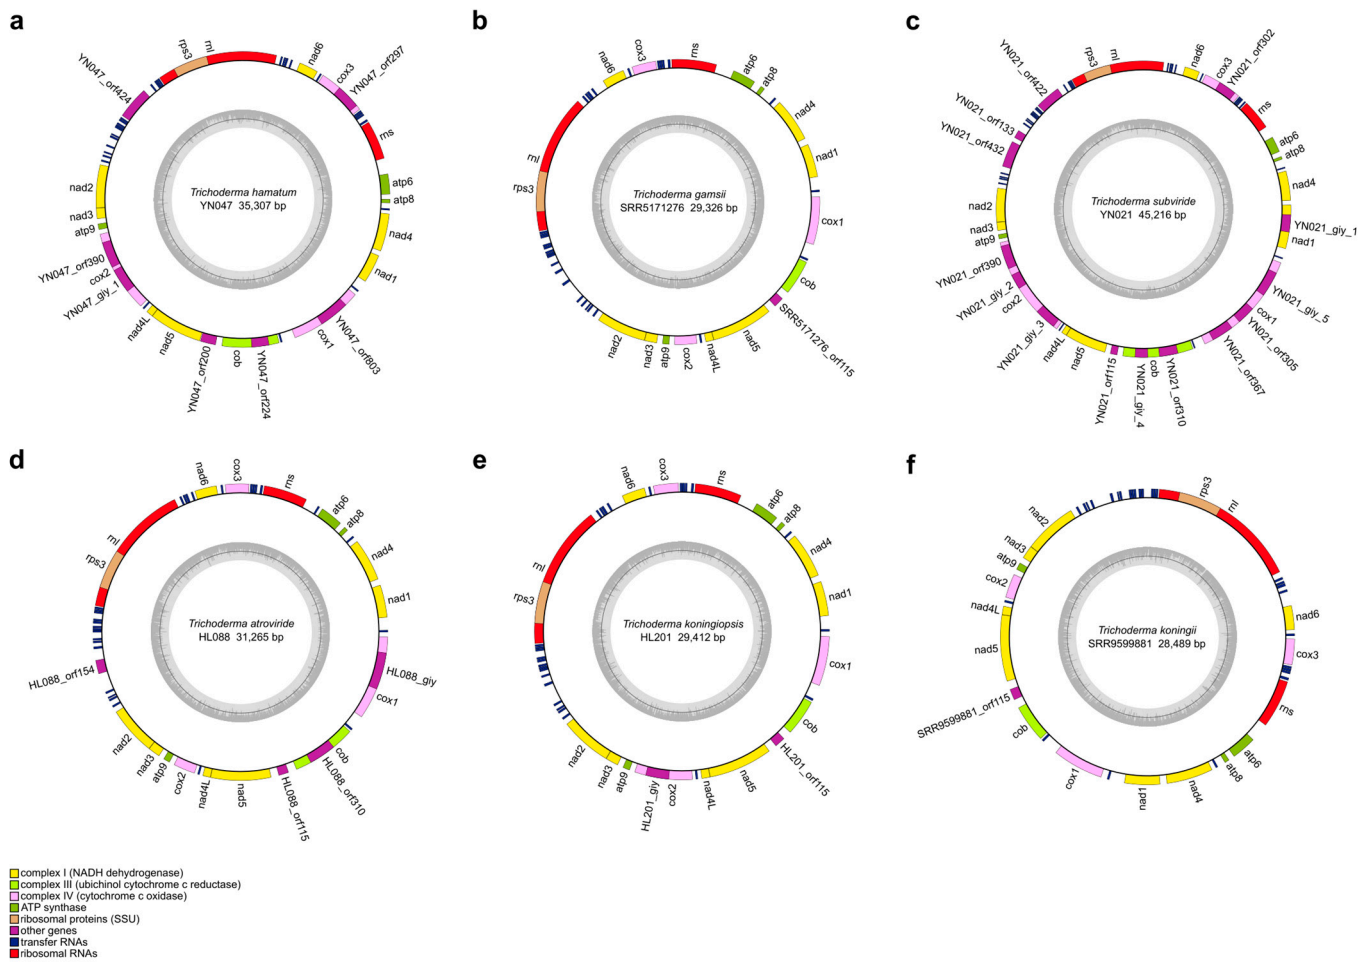 a
rps3
rnl
nad6
cox3
YN047_orf297
rns
atp6
atp8
nad4
nad1
YN047_orf803
cox1
YN047_orf224
cob
YN047_orf200
nad5
nad4L
YN047_giy_1
cox2
YN047_orf390
atp9
nad3
nad2
YN047_orf424
Trichoderma hamatum
YN047 35,307 bp
b
nad6
cox3
rns
atp6
atp8
nad4
nad1
cox1
cob
SRR5171276_orf115
nad5
nad4L
cox2
atp9
nad3
nad2
rps3
rnl
Trichoderma gamsii
SRR5171276 29,326 bp
c
rps3
rnl
nad6
cox3
YN021_orf302
rns
atp6
atp8
nad4
YN021_giy_1
nad1
YN021_giy_5
cox1
YN021_orf305
YN021_orf367
YN021_orf310
cob
YN021_giy_4
YN021_orf115
nad5
nad4L
YN021_giy_3
cox2
YN021_giy_2
YN021_orf390
atp9
nad3
nad2
YN021_orf432
YN021_orf133
YN021_orf422
Trichoderma subviride
YN021 45,216 bp
d
nad6
cox3
rns
atp6
atp8
nad4
nad1
HL088_giy
cox1
cob
HL088_orf310
HL088_orf115
nad5
nad4L
cox2
atp9
nad3
nad2
HL088_orf154
rps3
rnl
Trichoderma atroviride
HL088 31,265 bp
e
nad6
cox3
rns
atp6
atp8
nad4
nad1
cox1
cob
HL201_orf115
nad5
nad4L
cox2
HL201_giy
atp9
nad3
nad2
rps3
rnl
Trichoderma koningiopsis
HL201 29,412 bp
f
rps3
rnl
nad6
cox3
rns
atp6
atp8
nad4
nad1
cox1
cob
SRR9599881_orf115
nad5
nad4L
cox2
atp9
nad3
nad2
Trichoderma koningii
SRR9599881 28,489 bp
complex I (NADH dehydrogenase)
complex III (ubichinol cytochrome c reductase)
complex IV (cytochrome c oxidase)
ATP synthase
ribosomal proteins (SSU)
other genes
transfer RNAs
ribosomal RNAs